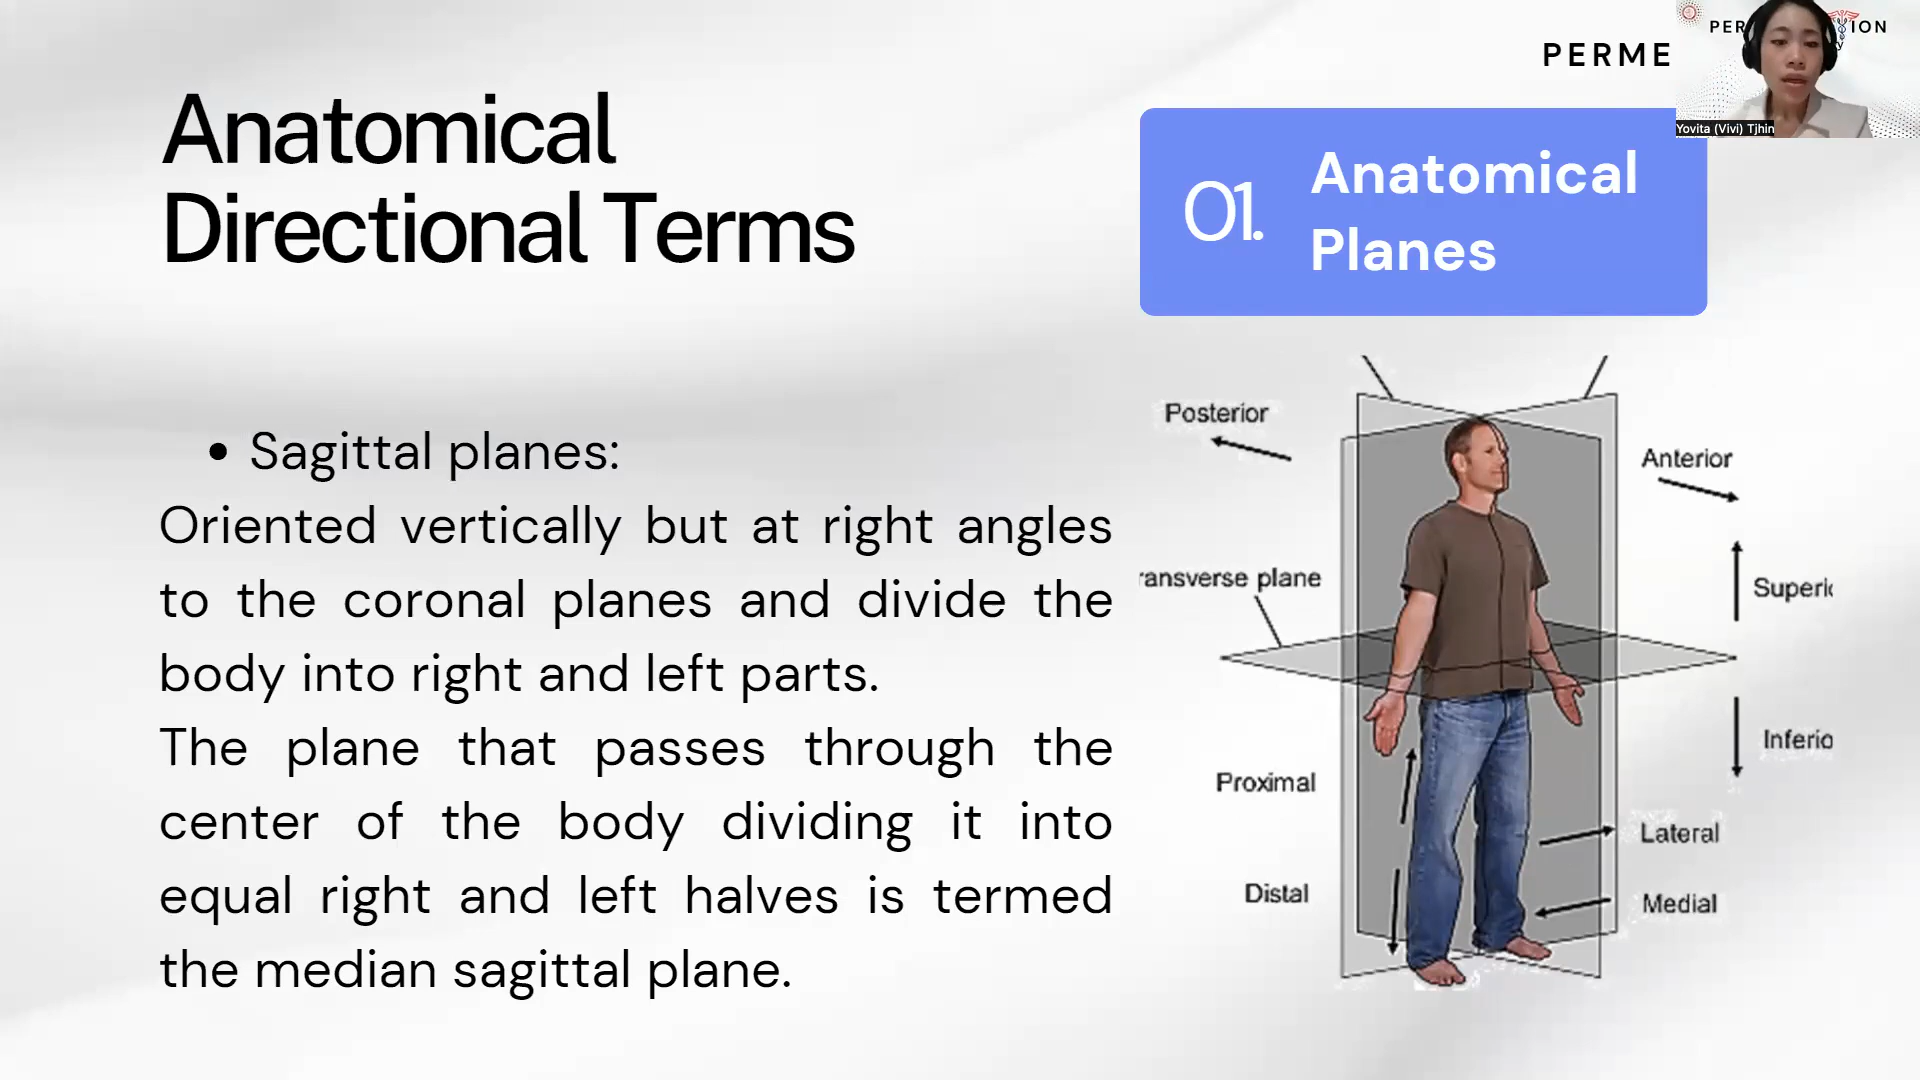 PERME
PER
ION
Yovita (Vivi) Tjhin
Anatomical
Directional Terms
01.
Anatomical
Planes
• Sagittal planes:
Oriented vertically but at right angles
to the coronal planes and divide the
body into right and left parts.
The plane that passes through the
center of the body dividing it into
equal right and left halves is termed
the median sagittal plane.
Posterior
Anterior
ransverse plane
Superi
Inferio
Proximal
Lateral
Distal
Medial